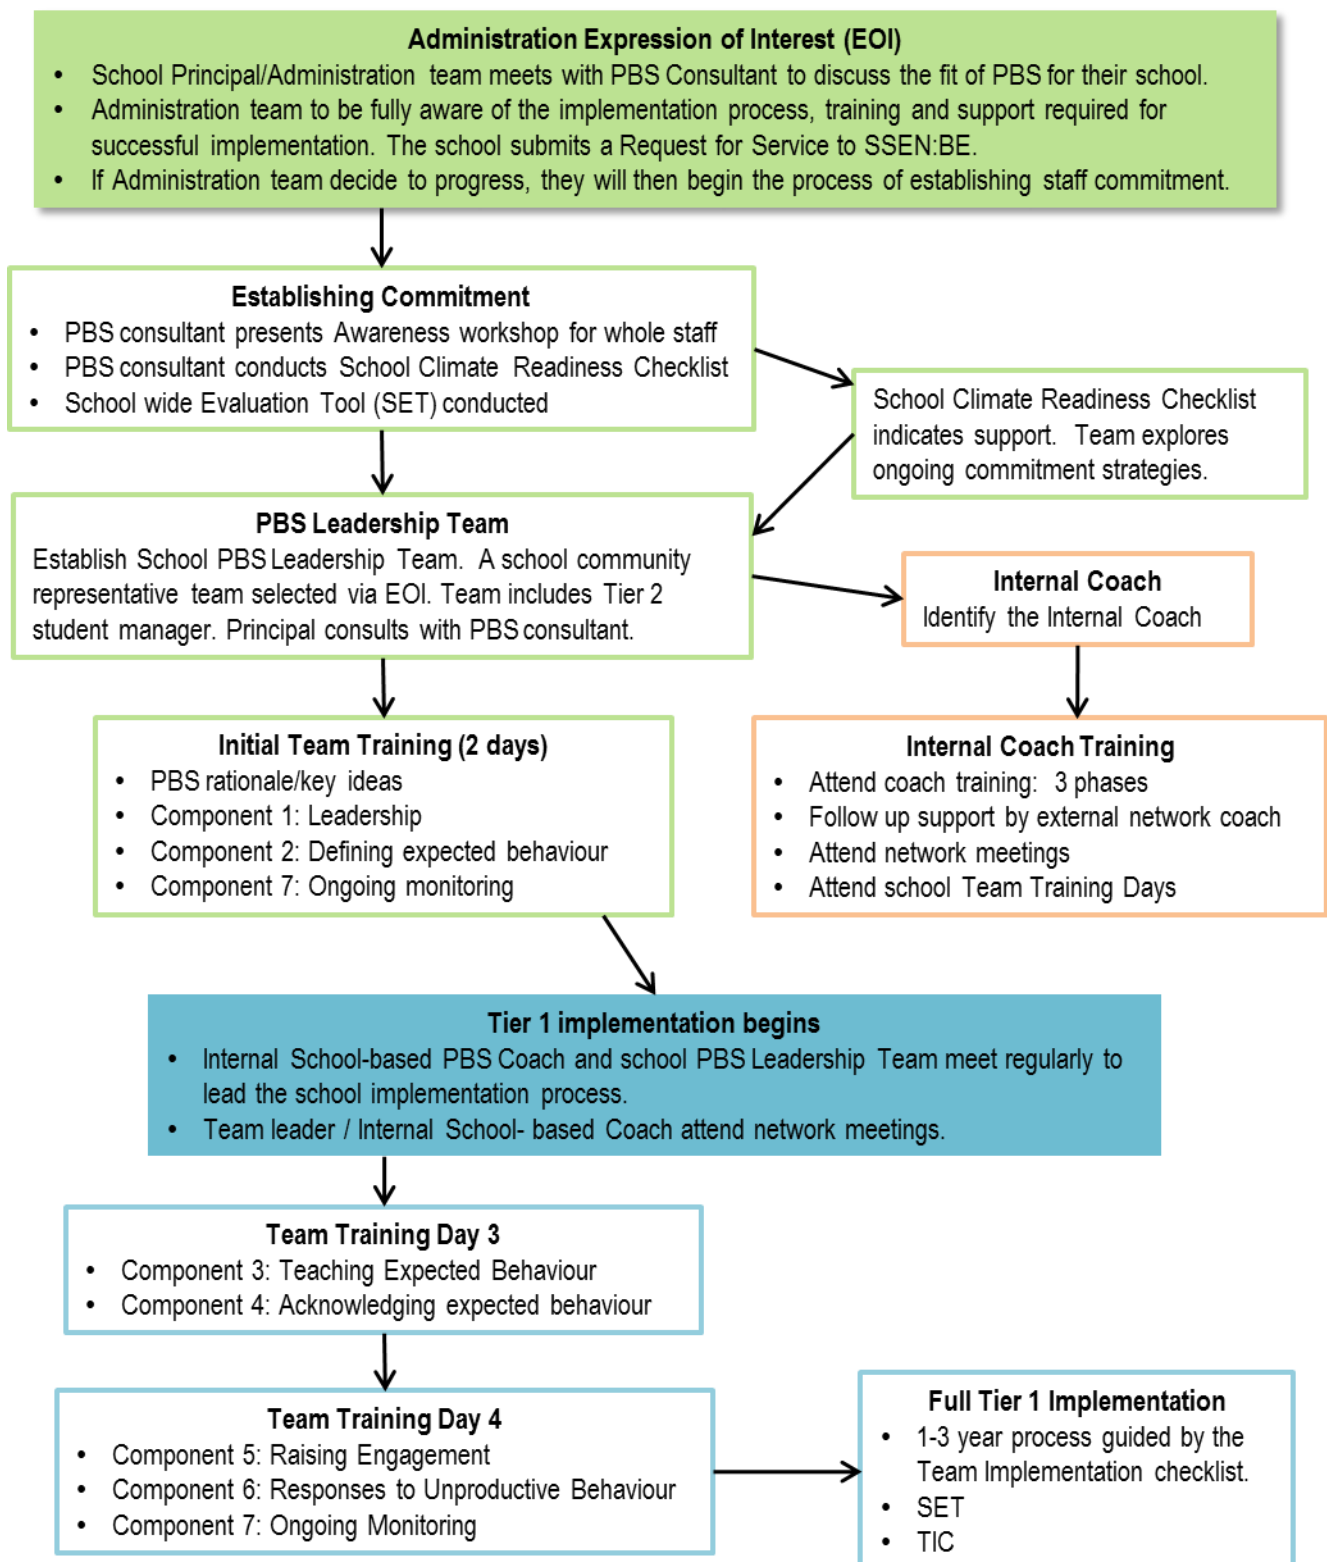 Administration Expression of Interest (EOI)
• School Principal/Administration team meets with PBS Consultant to discuss the fit of PBS for their school.
• Administration team to be fully aware of the implementation process, training and support required for
successful implementation. The school submits a Request for Service to SSEN:BE.
• If Administration team decide to progress, they will then begin the process of establishing staff commitment.
Establishing Commitment
• PBS consultant presents Awareness workshop for whole staff
• PBS consultant conducts School Climate Readiness Checklist
• School wide Evaluation Tool (SET) conducted
School Climate Readiness Checklist
indicates support. Team explores
ongoing commitment strategies.
PBS Leadership Team
Establish School PBS Leadership Team. A school community
representative team selected via EOI. Team includes Tier 2
student manager. Principal consults with PBS consultant.
Internal Coach
Identify the Internal Coach
Initial Team Training (2 days)
• PBS rationale/key ideas
• Component 1: Leadership
• Component 2: Defining expected behaviour
• Component 7: Ongoing monitoring
Internal Coach Training
• Attend coach training: 3 phases
• Follow up support by external network coach
• Attend network meetings
• Attend school Team Training Days
Tier 1 implementation begins
• Internal School-based PBS Coach and school PBS Leadership Team meet regularly to
lead the school implementation process.
• Team leader / Internal School- based Coach attend network meetings.
Team Training Day 3
• Component 3: Teaching Expected Behaviour
• Component 4: Acknowledging expected behaviour
Team Training Day 4
• Component 5: Raising Engagement
• Component 6: Responses to Unproductive Behaviour
• Component 7: Ongoing Monitoring
Full Tier 1 Implementation
• 1-3 year process guided by the
Team Implementation checklist.
• SET
• TIC